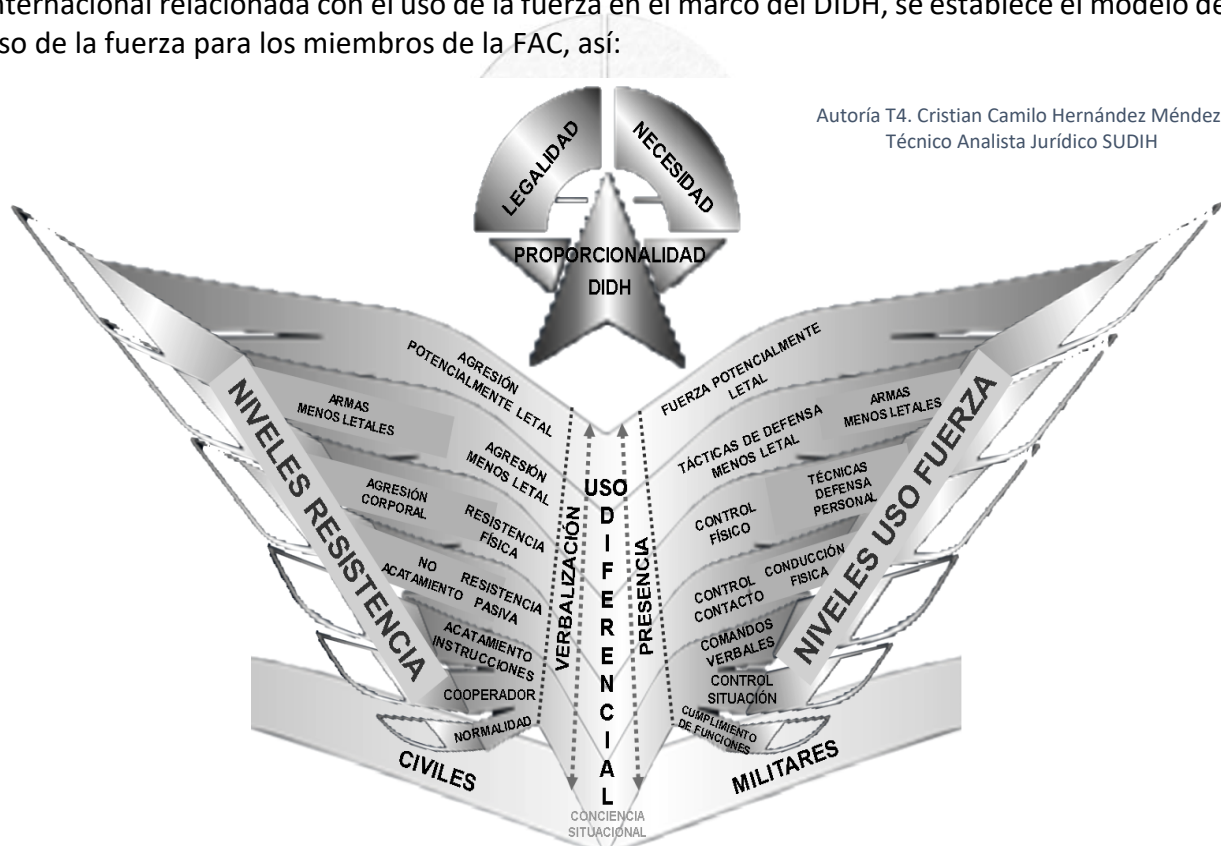 nternacional relacionada con el uso de la fuerza en el marco del DIDH, se establece el modelo de
so de la fuerza para los miembros de la FAC, así:
Autoría T4. Cristian Camilo Hernández Méndez
Técnico Analista Jurídico SUDIH
LEGALIDAD
NECESIDAD
PROPORCIONALIDAD
DIDH
NIVELES RESISTENCIA
AGRESIÓN
POTENCIALMENTE LETAL
ARMAS
MENOS LETALES
AGRESIÓN
MENOS LETAL
AGRESIÓN
CORPORAL
RESISTENCIA
FÍSICA
NO
ACATAMIENTO
RESISTENCIA
PASIVA
ACATAMIENTO
INSTRUCCIONES
COOPERADOR
NORMALIDAD
CIVILES
VERBALIZACIÓN
USO
DIFERENCIAL
PRESENCIA
CONCIENCIA
SITUACIONAL
FUERZA POTENCIALMENTE
LETAL
TÁCTICAS DE DEFENSA
MENOS LETAL
ARMAS
MENOS LETALES
CONTROL
FÍSICO
TÉCNICAS
DEFENSA
PERSONAL
CONTROL
CONTACTO
CONDUCCIÓN
FISICA
COMANDOS
VERBALES
CONTROL
SITUACIÓN
CUMPLIMIENTO
DE FUNCIONES
NIVELES USO FUERZA
MILITARES